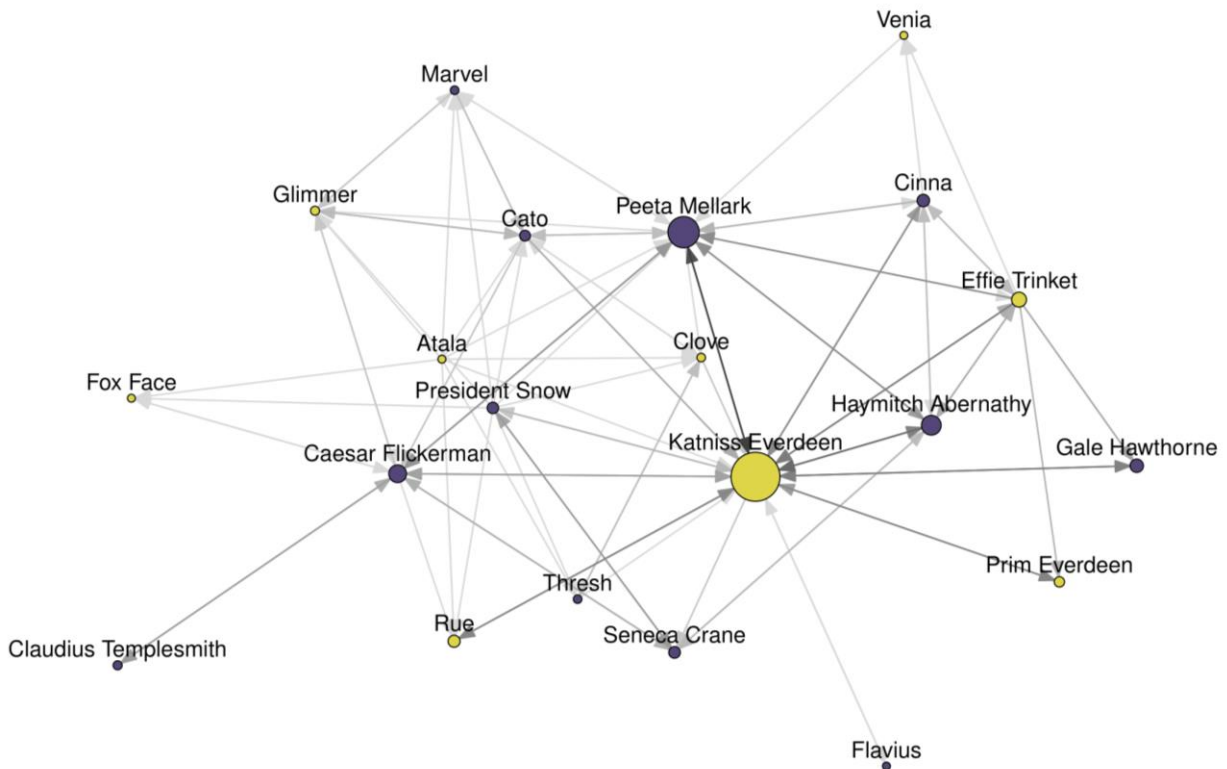 Venia
Marvel
Cinna
Glimmer
Peeta Mellark
Cato
Effie Trinket
Clove
Atala
Fox Face
President Snow
Haymitch Abernathy
Katniss Everdeen
Gale Hawthorne
Caesar Flickerman
Prim Everdeen
Thresh
Rue
Seneca Crane
Claudius Templesmith
Flavius